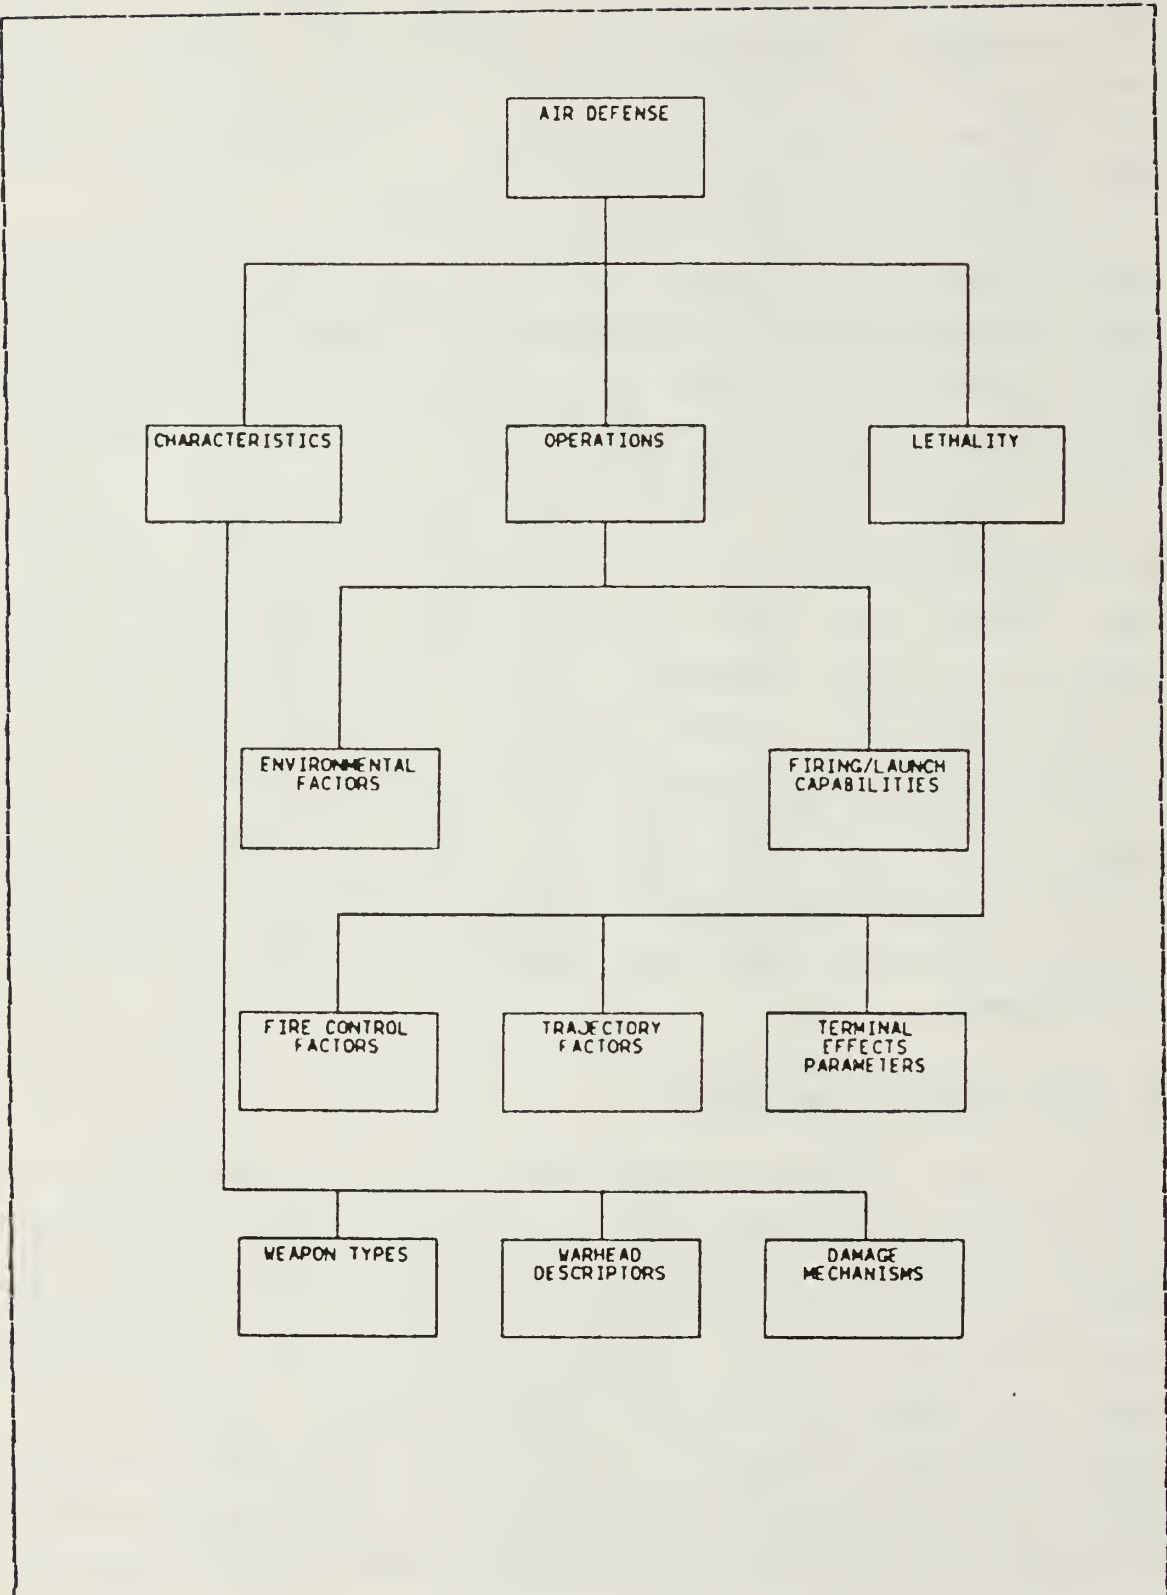 AIR DEFENSE
CHARACTERISTICS
OPERATIONS
LETHALITY
ENVIRONMENTAL
FACTORS
FIRING/LAUNCH
CAPABILITIES
FIRE CONTROL
FACTORS
TRAJECTORY
FACTORS
TERMINAL
EFFECTS
PARAMETERS
WEAPON TYPES
WARHEAD
DESCRIPTORS
DAMAGE
MECHANISMS